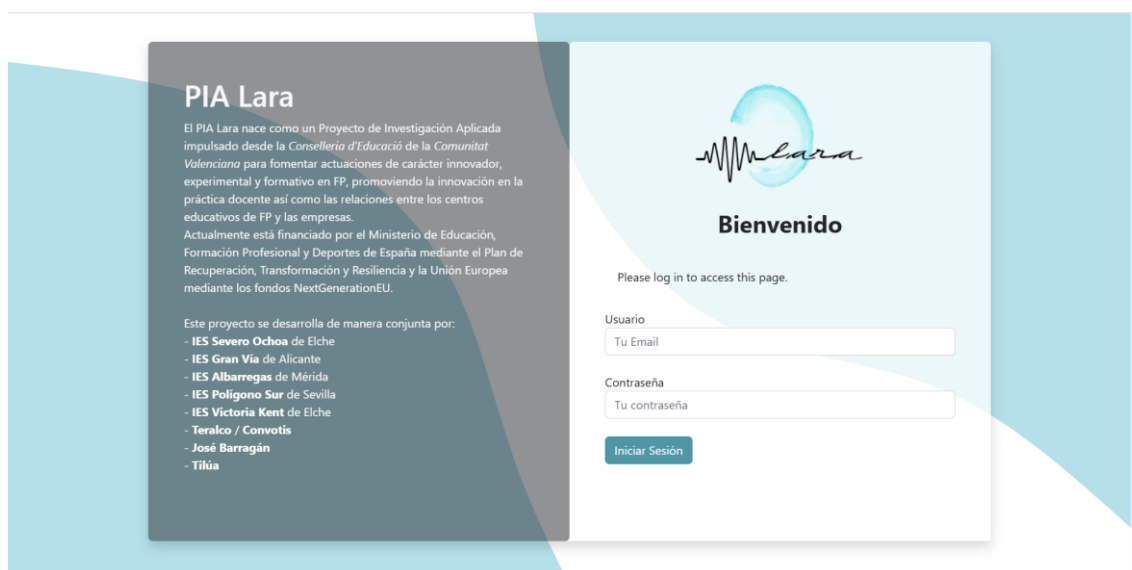 PIA Lara
El PIA Lara nace como un Proyecto de Investigación Aplicada
impulsado desde la Conselleria d'Educació de la Comunitat
Valenciana para fomentar actuaciones de carácter innovador,
experimental y formativo en FP, promoviendo la innovación en la
práctica docente así como las relaciones entre los centros
educativos de FP y las empresas.
Actualmente está financiado por el Ministerio de Educación,
Formación Profesional y Deportes de España mediante el Plan de
Recuperación, Transformación y Resiliencia y la Unión Europea
mediante los fondos NextGenerationEU.
Este proyecto se desarrolla de manera conjunta por:
- IES Severo Ochoa de Elche
- IES Gran Vía de Alicante
- IES Albarregas de Mérida
- IES Polígono Sur de Sevilla
- IES Victoria Kent de Elche
- Teralco / Convotis
- José Barragán
- Tilúa
lara
Bienvenido
Please log in to access this page.
Usuario
Tu Email
Contraseña
Tu contraseña
Iniciar Sesión